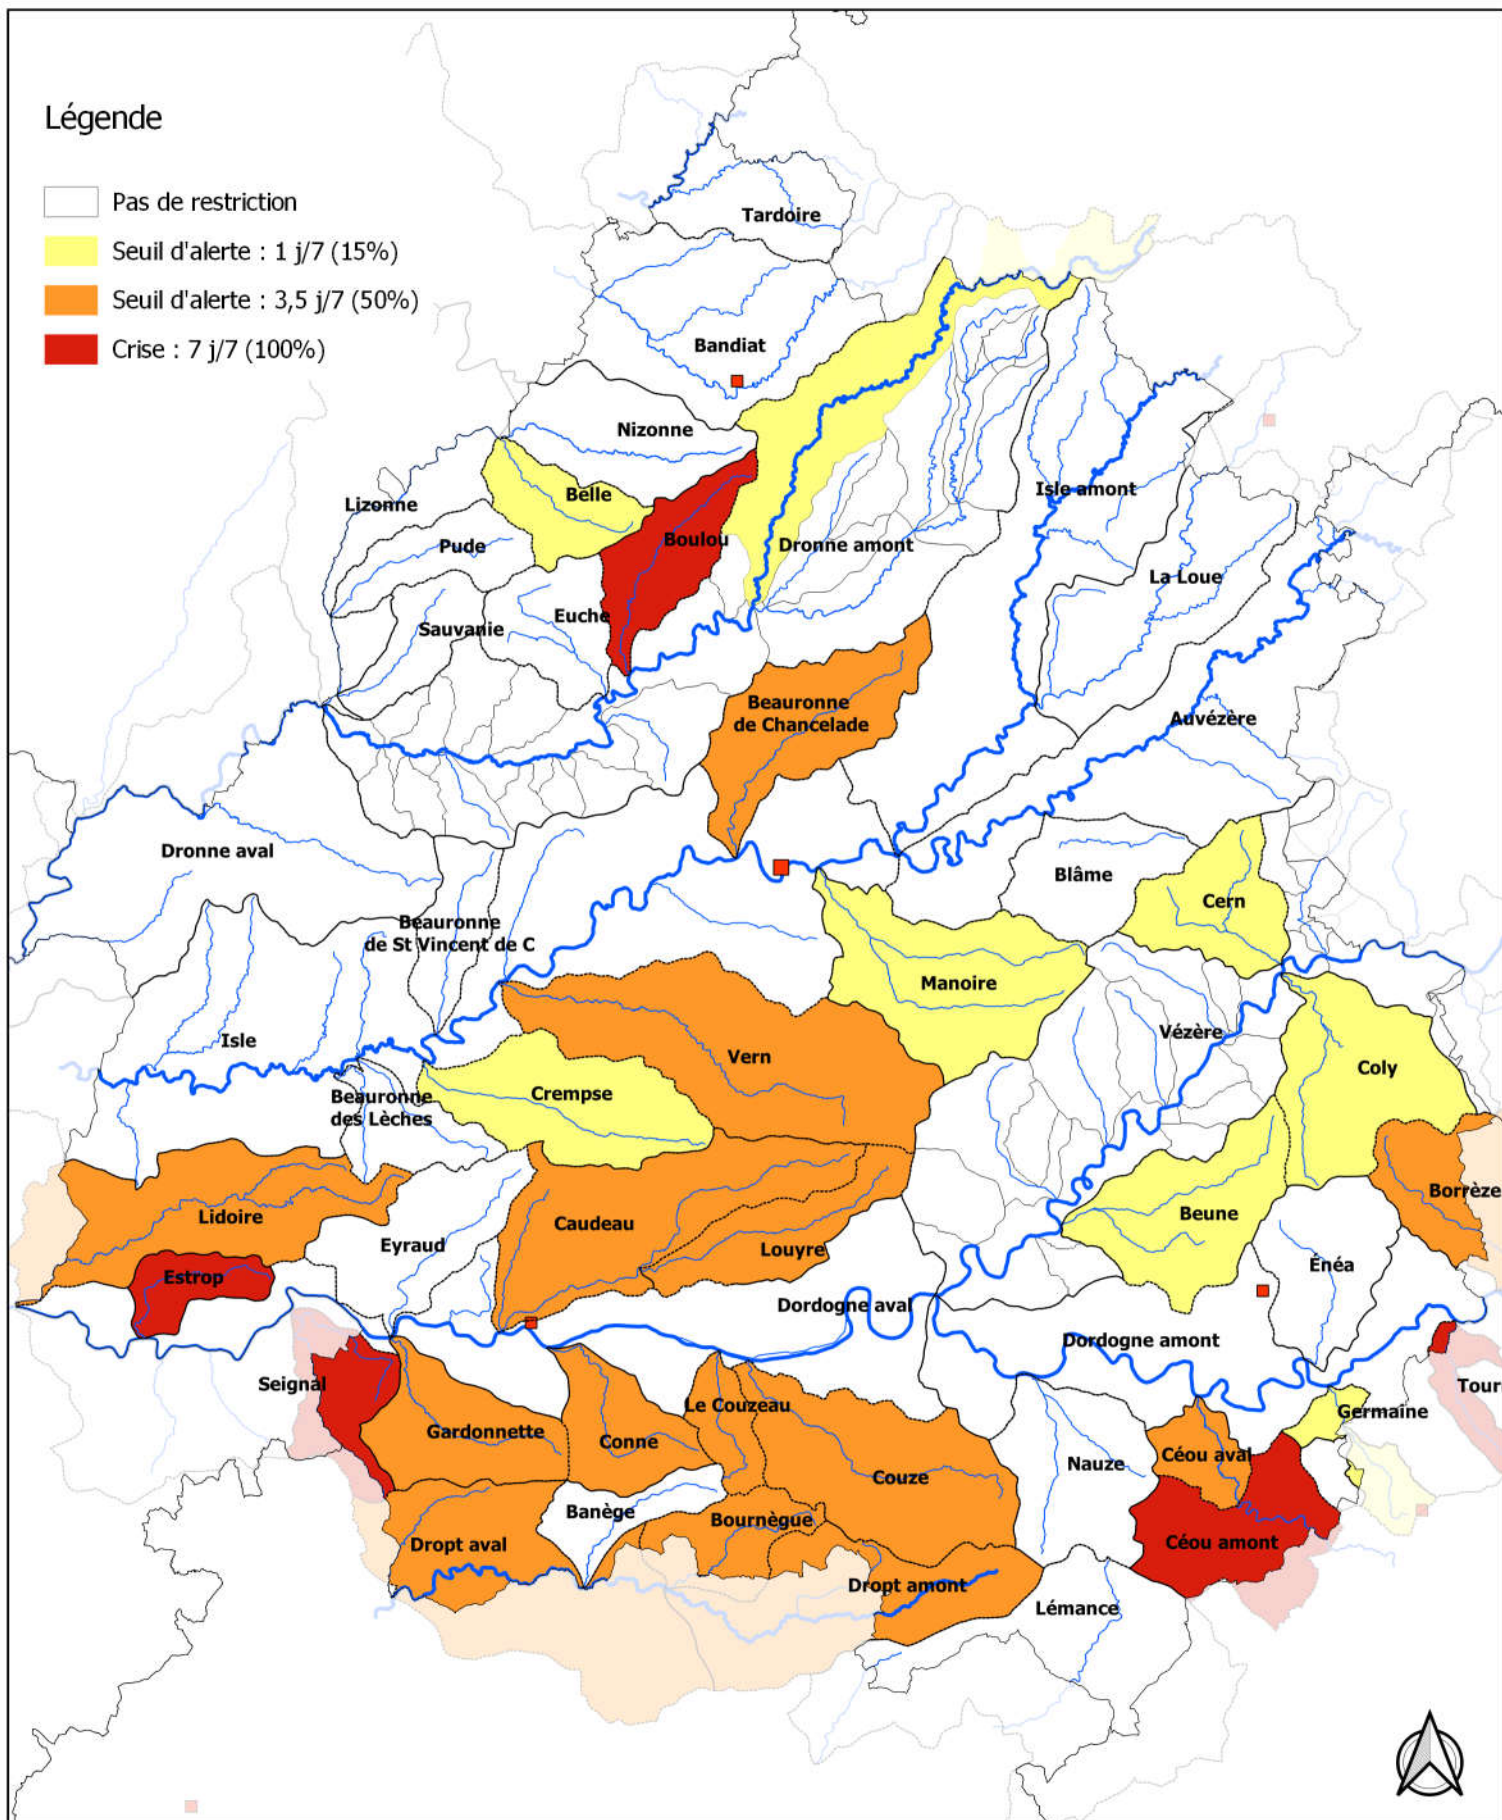 Légende
Pas de restriction
Seuil d'alerte : 1 j/7 (15%)
Seuil d'alerte : 3,5 j/7 (50%)
Crise : 7 j/7 (100%)
Tardoire
Bandiat
Nizonne
Belle
Lizonne
Isle amont
Pude
Boulou
Dronne amont
La Loue
Euche
Sauvanie
Beauronne
de Chancelade
Auvézère
Dronne aval
Blâme
Cern
Beauronne
de St Vincent de C
Manoire
Isle
Vézère
Vern
Coly
Crempse
Beauronne
des Lèches
Borrèze
Lidoire
Caudeau
Beune
Eyraud
Louyre
Énéa
Estrop
Dordogne aval
Dordogne amont
Seignal
Tour
Le Couzeau
Germaine
Gardonnette
Conne
Céou aval
Nauze
Couze
Banège
Bournègue
Dropt aval
Céou amont
Dropt amont
Lémance